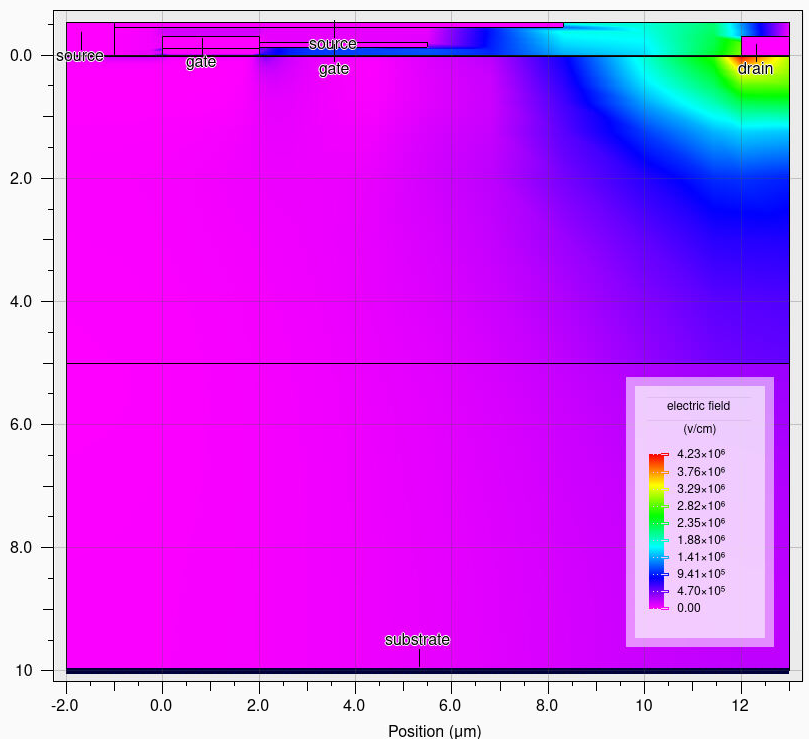 source
source
gate
gate
drain
0.0
2.0
4.0
6.0
8.0
10
electric field
(v/cm)
4.23×10⁶
3.76×10⁶
3.29×10⁶
2.82×10⁶
2.35×10⁶
1.88×10⁶
1.41×10⁶
9.41×10⁵
4.70×10⁵
0.00
substrate
-2.0 0.0 2.0 4.0 6.0 8.0 10 12
Position (μm)